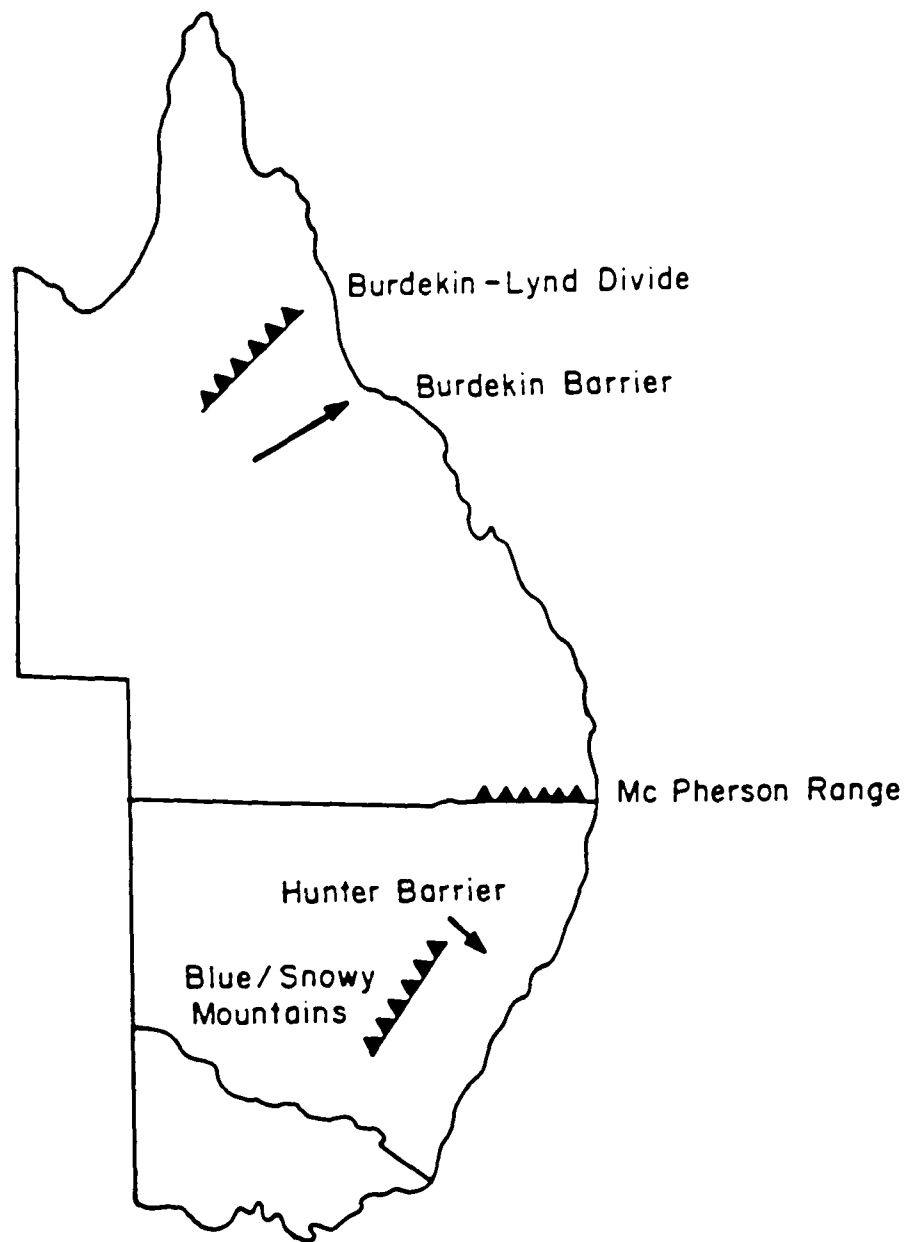 Burdekin-Lynd Divide
Burdekin Barrier
Mc Pherson Range
Hunter Barrier
Blue/Snowy
Mountains